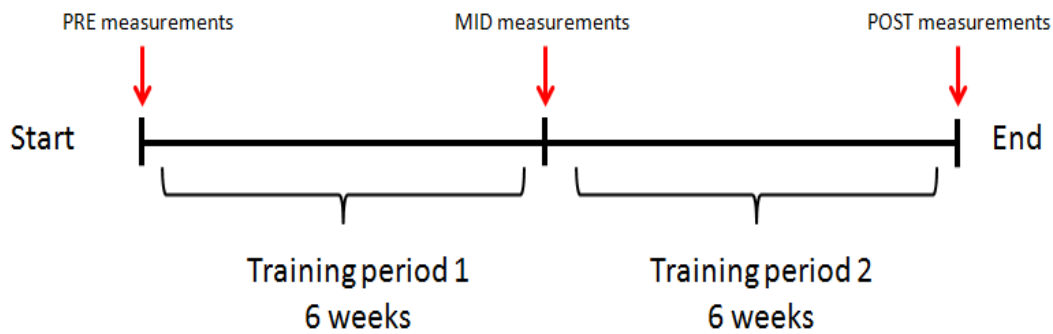 PRE measurements
MID measurements
POST measurements
Start
End
Training period 1
6 weeks
Training period 2
6 weeks